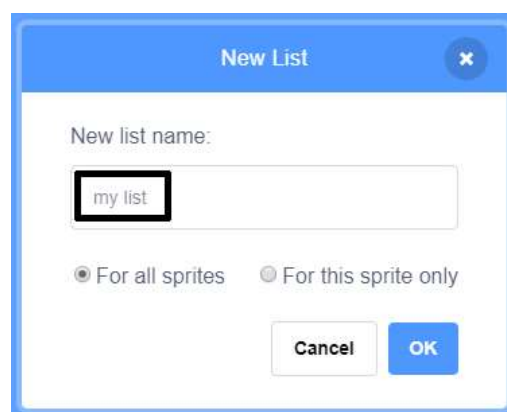 New List
New list name:
my list
For all sprites For this sprite only
Cancel OK